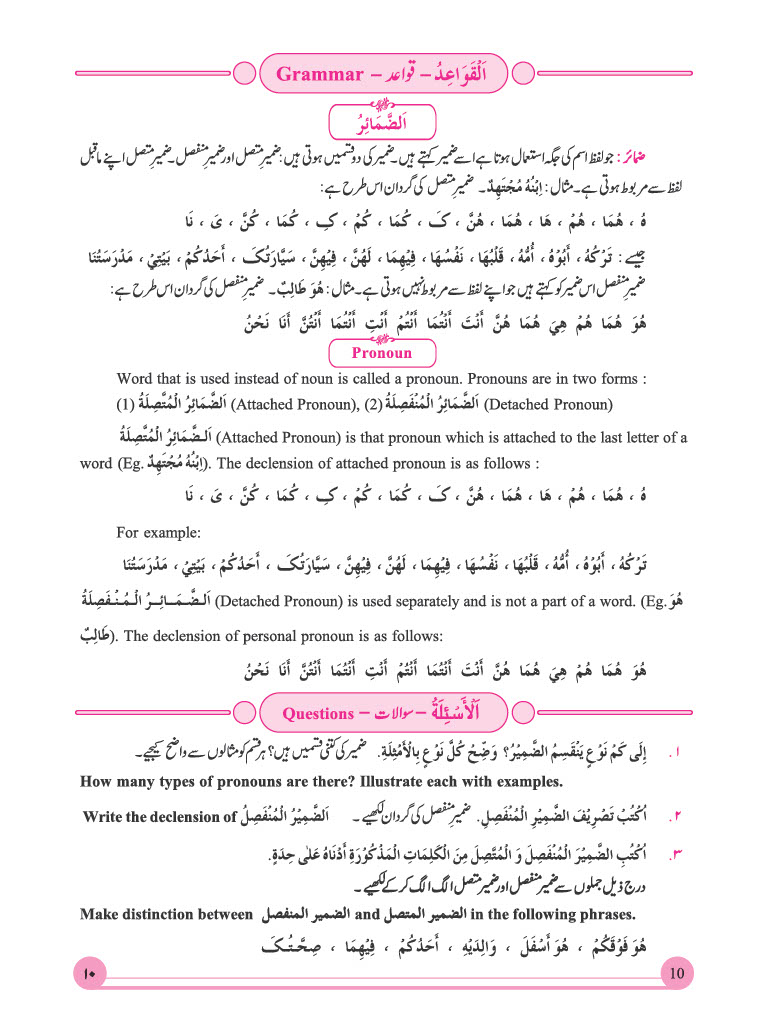 اَلْقَوَاعِدُ – قواعد – Grammar
اَلضَّمَائِرُ
ضمائر : جو لفظ اسم کی جگہ استعمال ہوتا ہے اسے ضمیر کہتے ہیں۔ ضمیر کی دو قسمیں ہوتی ہیں: ضمیرِ متصل اور ضمیرِ منفصل۔ ضمیرِ متصل اپنے ماقبل
لفظ سے مربوط ہوتی ہے۔ مثال : اِبْنُهُ مُجْتَهِدٌ۔ ضمیرِ متصل کی گردان اس طرح ہے:
هُ ، هُمَا ، هُمْ ، هَا ، هُمَا ، هُنَّ ، کَ ، کُمَا ، کُمْ ، کِ ، کُمَا ، کُنَّ ، یَ ، نَا
جیسے : تَرَکَهُ ، أَبُوْهُ ، أُمُّهُ ، قَلْبُهَا ، نَفْسُهَا ، فِیْهِمَا ، لَهُنَّ ، فِیْهِنَّ ، سَیَّارَتُکَ ، أَحَدُکُمْ ، بَیْتِيْ ، مَدْرَسَتُنَا
ضمیرِ منفصل اس ضمیر کو کہتے ہیں جو اپنے لفظ سے مربوط نہیں ہوتی ہے۔ مثال : هُوَ طَالِبٌ۔ ضمیرِ منفصل کی گردان اس طرح ہے :
هُوَ هُمَا هُمْ هِيَ هُمَا هُنَّ أَنْتَ أَنْتُمَا أَنْتُمْ أَنْتِ أَنْتُمَا أَنْتُنَّ أَنَا نَحْنُ
Pronoun
Word that is used instead of noun is called a pronoun. Pronouns are in two forms :
(1) اَلضَّمَائِرُ الْمُتَّصِلَةُ (Attached Pronoun), (2) اَلضَّمَائِرُ الْمُنْفَصِلَةُ (Detached Pronoun)
اَلضَّمَائِرُ الْمُتَّصِلَةُ (Attached Pronoun) is that pronoun which is attached to the last letter of a
word (Eg. اِبْنُهُ مُجْتَهِدٌ). The declension of attached pronoun is as follows :
هُ ، هُمَا ، هُمْ ، هَا ، هُمَا ، هُنَّ ، کَ ، کُمَا ، کُمْ ، کِ ، کُمَا ، کُنَّ ، یَ ، نَا
For example:
تَرَکَهُ ، أَبُوْهُ ، أُمُّهُ ، قَلْبُهَا ، نَفْسُهَا ، فِیْهِمَا ، لَهُنَّ ، فِیْهِنَّ ، سَیَّارَتُکَ ، أَحَدُکُمْ ، بَیْتِيْ ، مَدْرَسَتُنَا
اَلضَّمَائِرُ الْمُنْفَصِلَةُ (Detached Pronoun) is used separately and is not a part of a word. (Eg. هُوَ
طَالِبٌ). The declension of personal pronoun is as follows:
هُوَ هُمَا هُمْ هِيَ هُمَا هُنَّ أَنْتَ أَنْتُمَا أَنْتُمْ أَنْتِ أَنْتُمَا أَنْتُنَّ أَنَا نَحْنُ
اَلْأَسْئِلَةُ – سوالات – Questions
۱. إِلَی کَمْ نَوْعٍ یَنْقَسِمُ الضَّمِیْرُ؟ وَضِّحْ کُلَّ نَوْعٍ بِالْأَمْثِلَةِ. ضمیر کی کتنی قسمیں ہیں؟ ہر قسم کو مثالوں سے واضح کیجیے۔
How many types of pronouns are there? Illustrate each with examples.
۲. اُکْتُبْ تَصْرِیْفَ الضَّمِیْرِ الْمُنْفَصِلِ. ضمیرِ منفصل کی گردان لکھیے۔ Write the declension of اَلضَّمِیْرُ الْمُنْفَصِلُ
۳. اُکْتُبِ الضَّمِیْرَ الْمُنْفَصِلَ وَ الْمُتَّصِلَ مِنَ الْکَلِمَاتِ الْمَذْکُوْرَةِ أَدْنَاهُ عَلٰی حِدَةٍ.
درج ذیل جملوں سے ضمیرِ منفصل اور ضمیرِ متصل الگ الگ کرکے لکھیے۔
Make distinction between الضمير المنفصل and الضمير المتصل in the following phrases.
هُوَ فَوْقَکُمْ ، هُوَ أَسْفَلَ ، وَالِدَیْهِ ، أَحَدُکُمْ ، فِیْهِمَا ، صِحَّتُکَ
۱۰
10